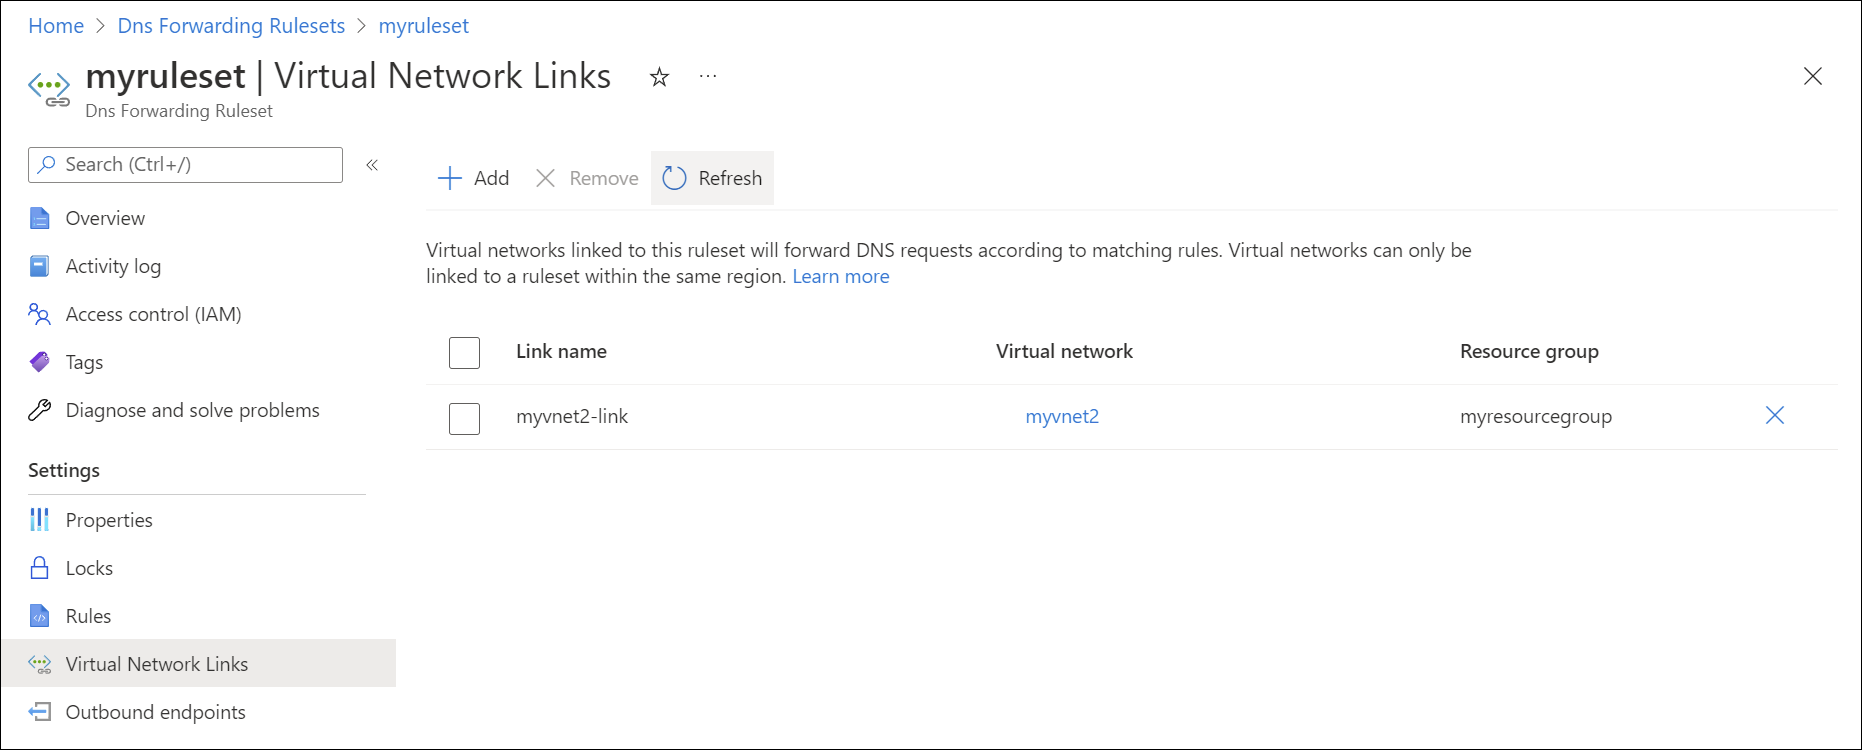 Home > Dns Forwarding Rulesets > myruleset
myruleset | Virtual Network Links
Dns Forwarding Ruleset
Search (Ctrl+/)
Overview
Activity log
Access control (IAM)
Tags
Diagnose and solve problems
Settings
Properties
Locks
Rules
Virtual Network Links
Outbound endpoints
Add Remove Refresh
Virtual networks linked to this ruleset will forward DNS requests according to matching rules. Virtual networks can only be
linked to a ruleset within the same region. Learn more
Link name Virtual network Resource group
myvnet2-link myvnet2 myresourcegroup